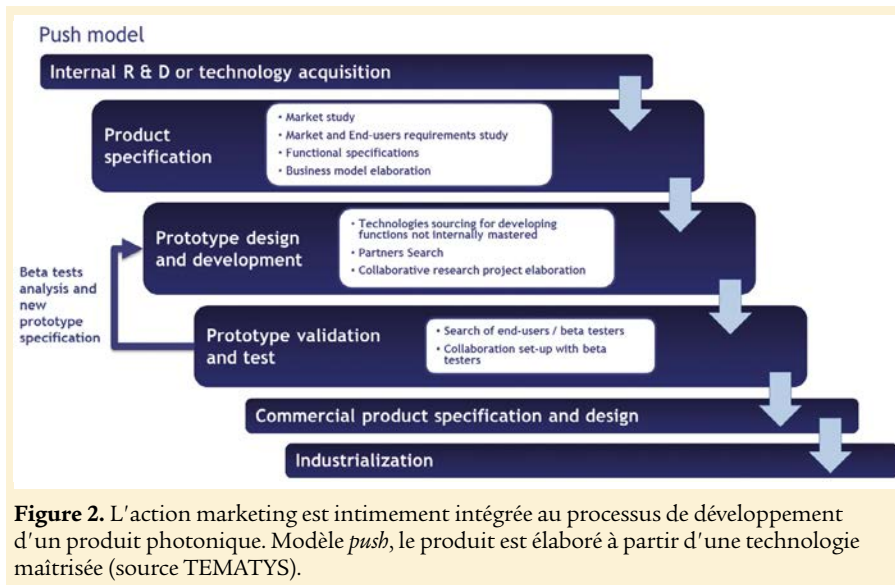 Push model
Internal R & D or technology acquisition
Product
specification
• Market study
• Market and End-users requirements study
• Functional specifications
• Business model elaboration
Prototype design
and development
• Technologies sourcing for developing
functions not internally mastered
• Partners Search
• Collaborative research project elaboration
Beta tests
analysis and
new
prototype
specification
Prototype validation
and test
• Search of end-users / beta testers
• Collaboration set-up with beta
testers
Commercial product specification and design
Industrialization
Figure 2. L'action marketing est intimement intégrée au processus de développement
d'un produit photonique. Modèle push, le produit est élaboré à partir d'une technologie
maîtrisée (source TEMATYS).